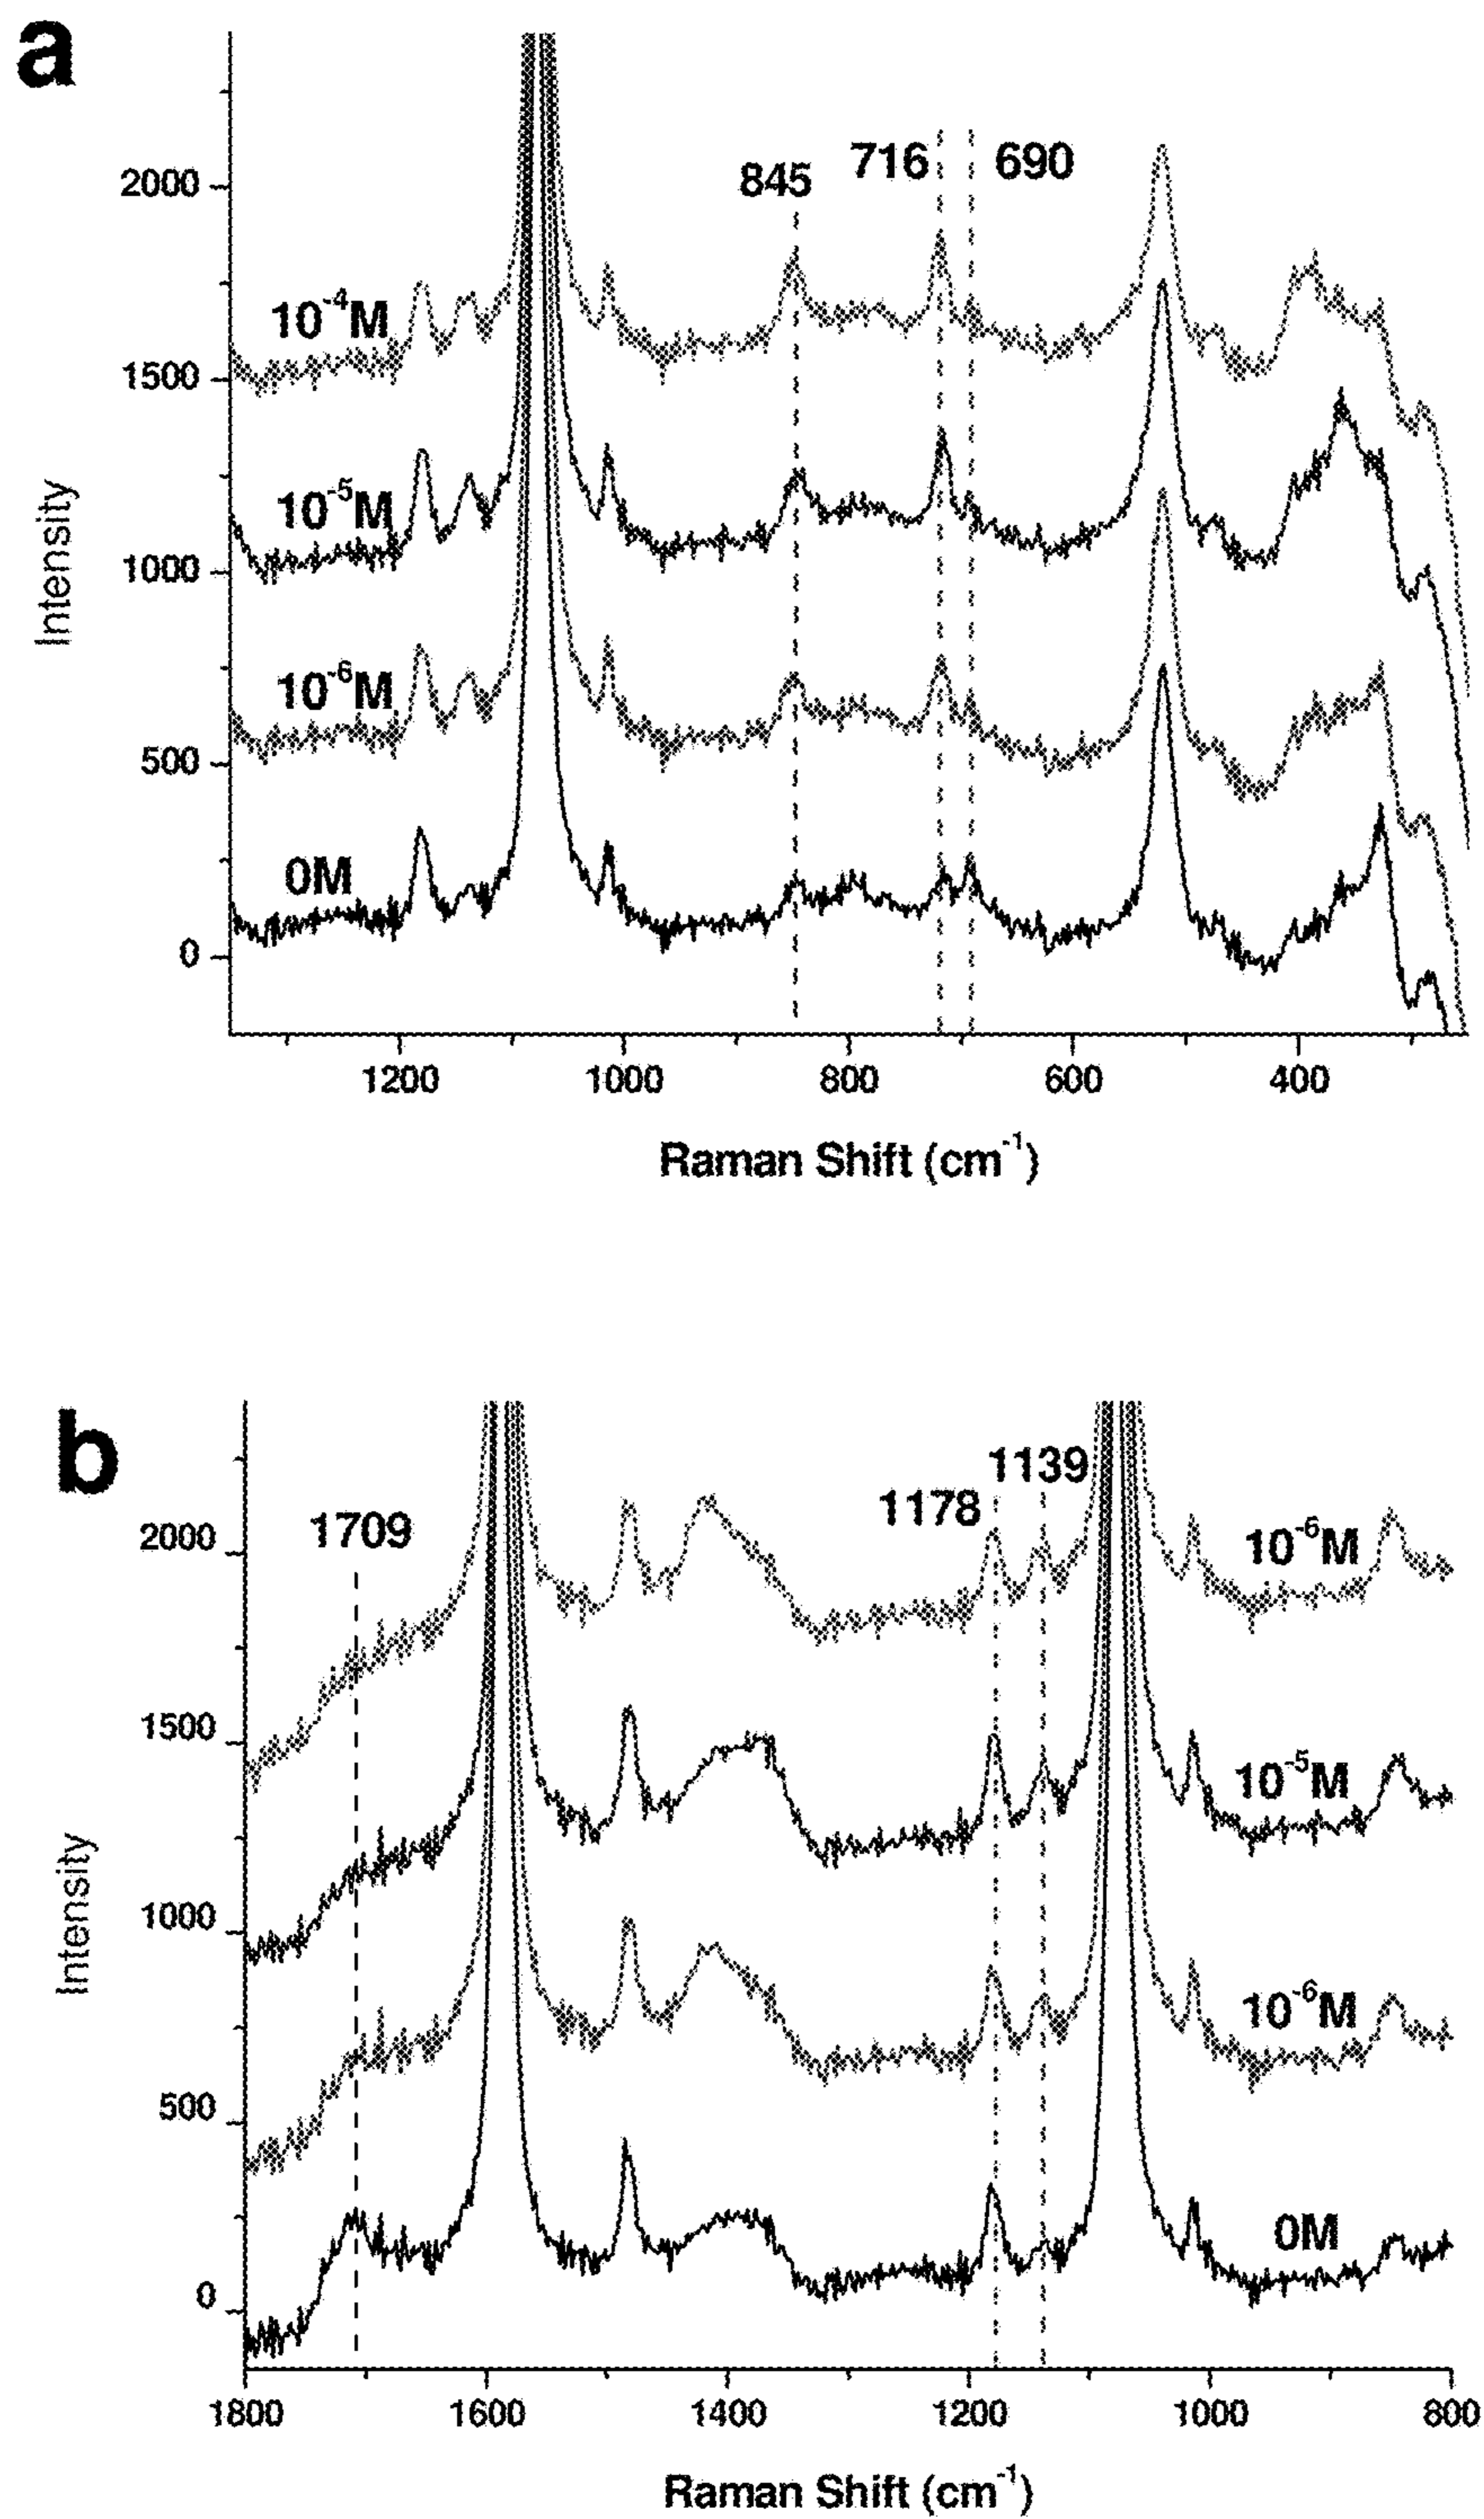 a
845 716 690
2000
10⁻⁴M
1500
10⁻⁵M
1000
10⁻⁶M
500
0M
0
Intensity
1200 1000 800 600 400
Raman Shift (cm⁻¹)
b
1139
1178
1709
2000
10⁻⁶M
1500
10⁻⁵M
1000
10⁻⁶M
500
0M
0
Intensity
1800 1600 1400 1200 1000 800
Raman Shift (cm⁻¹)